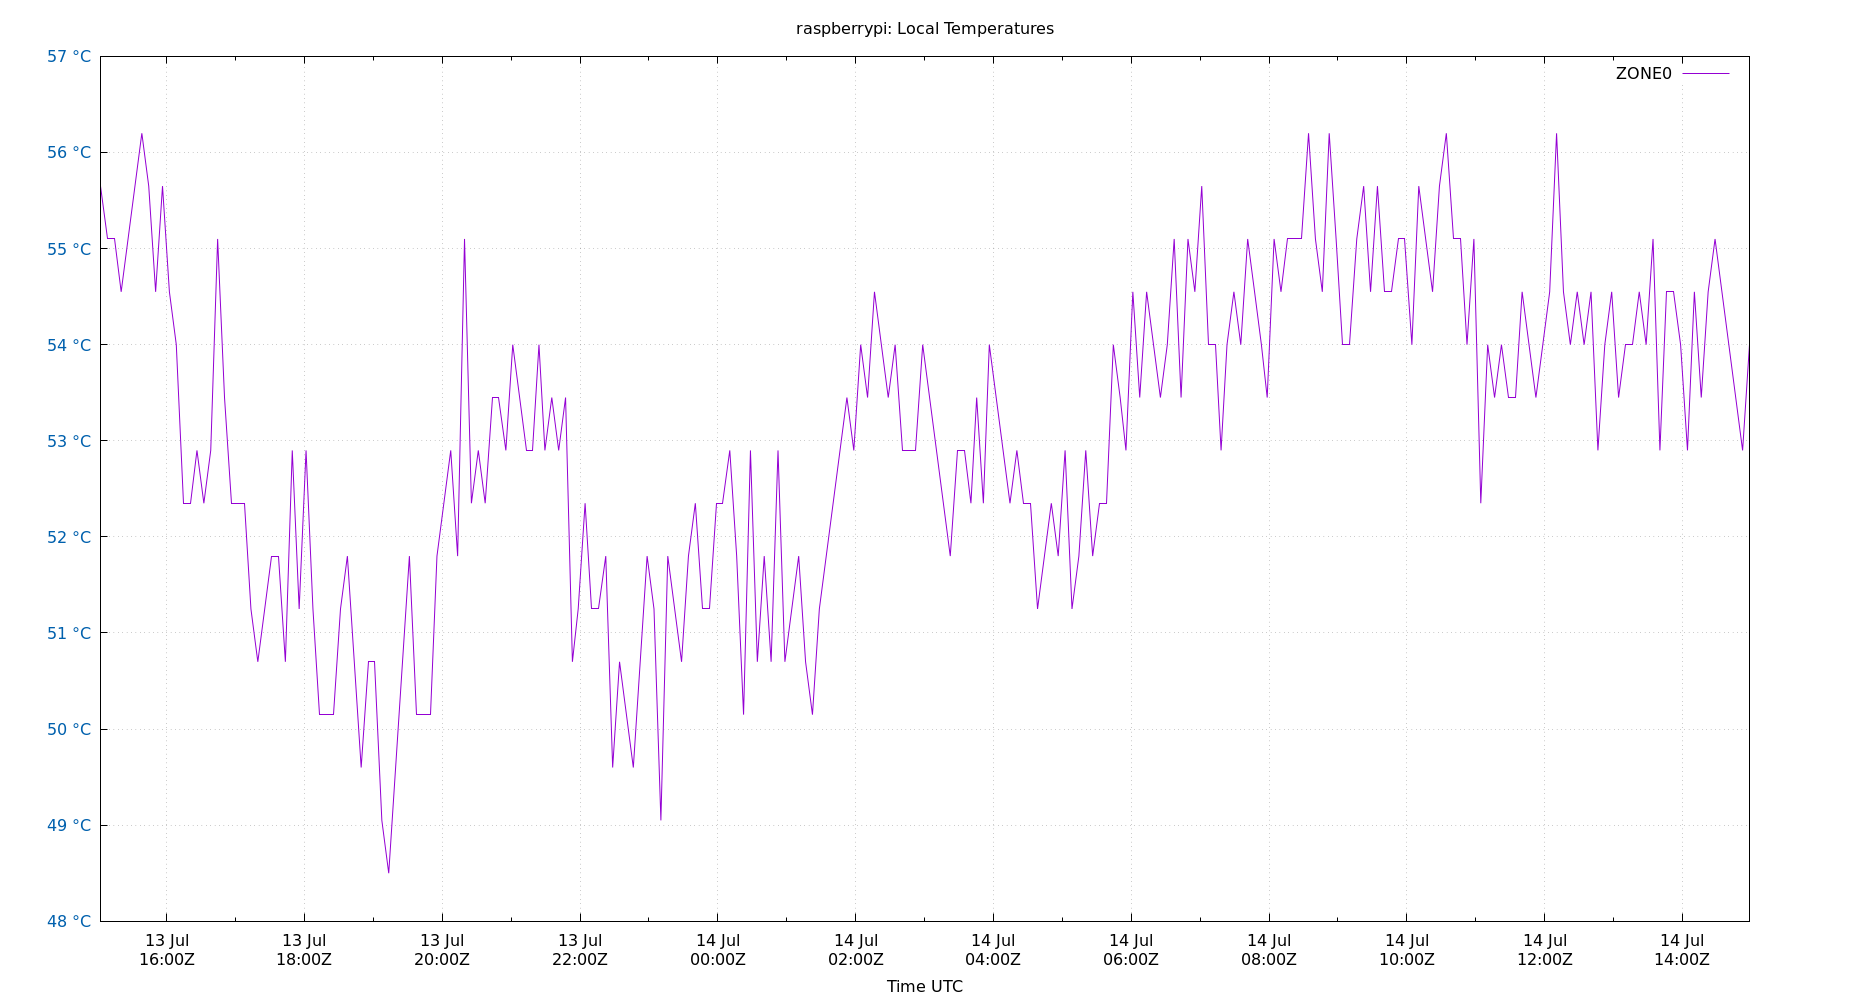 raspberrypi: Local Temperatures
57 °C
ZONE0
56 °C
55 °C
54 °C
53 °C
52 °C
51 °C
50 °C
49 °C
48 °C
13 Jul 13 Jul 13 Jul 13 Jul 14 Jul 14 Jul 14 Jul 14 Jul 14 Jul 14 Jul 14 Jul 14 Jul
16:00Z 18:00Z 20:00Z 22:00Z 00:00Z 02:00Z 04:00Z 06:00Z 08:00Z 10:00Z 12:00Z 14:00Z
Time UTC